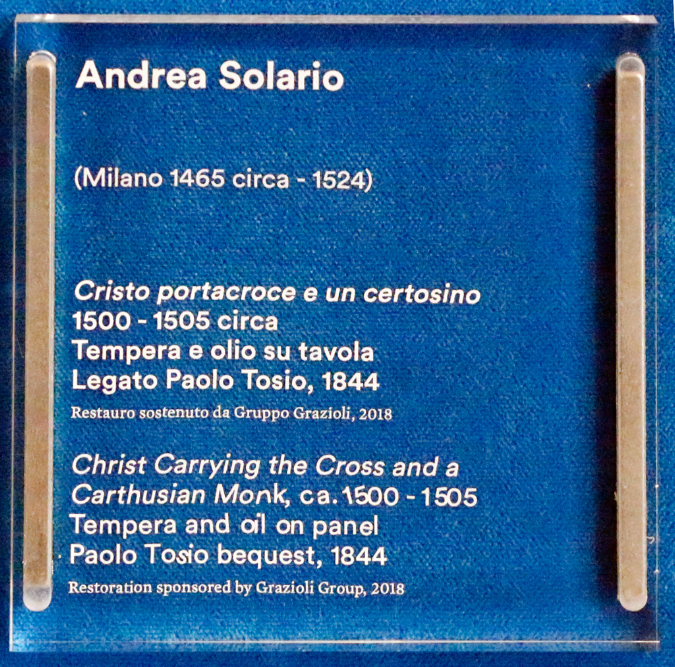 Andrea Solario
(Milano 1465 circa - 1524)
Cristo portacroce e un certosino
1500 - 1505 circa
Tempera e olio su tavola
Legato Paolo Tosio, 1844
Restauro sostenuto da Gruppo Grazioli, 2018
Christ Carrying the Cross and a
Carthusian Monk, ca. 1500 - 1505
Tempera and oil on panel
Paolo Tosio bequest, 1844
Restoration sponsored by Grazioli Group, 2018